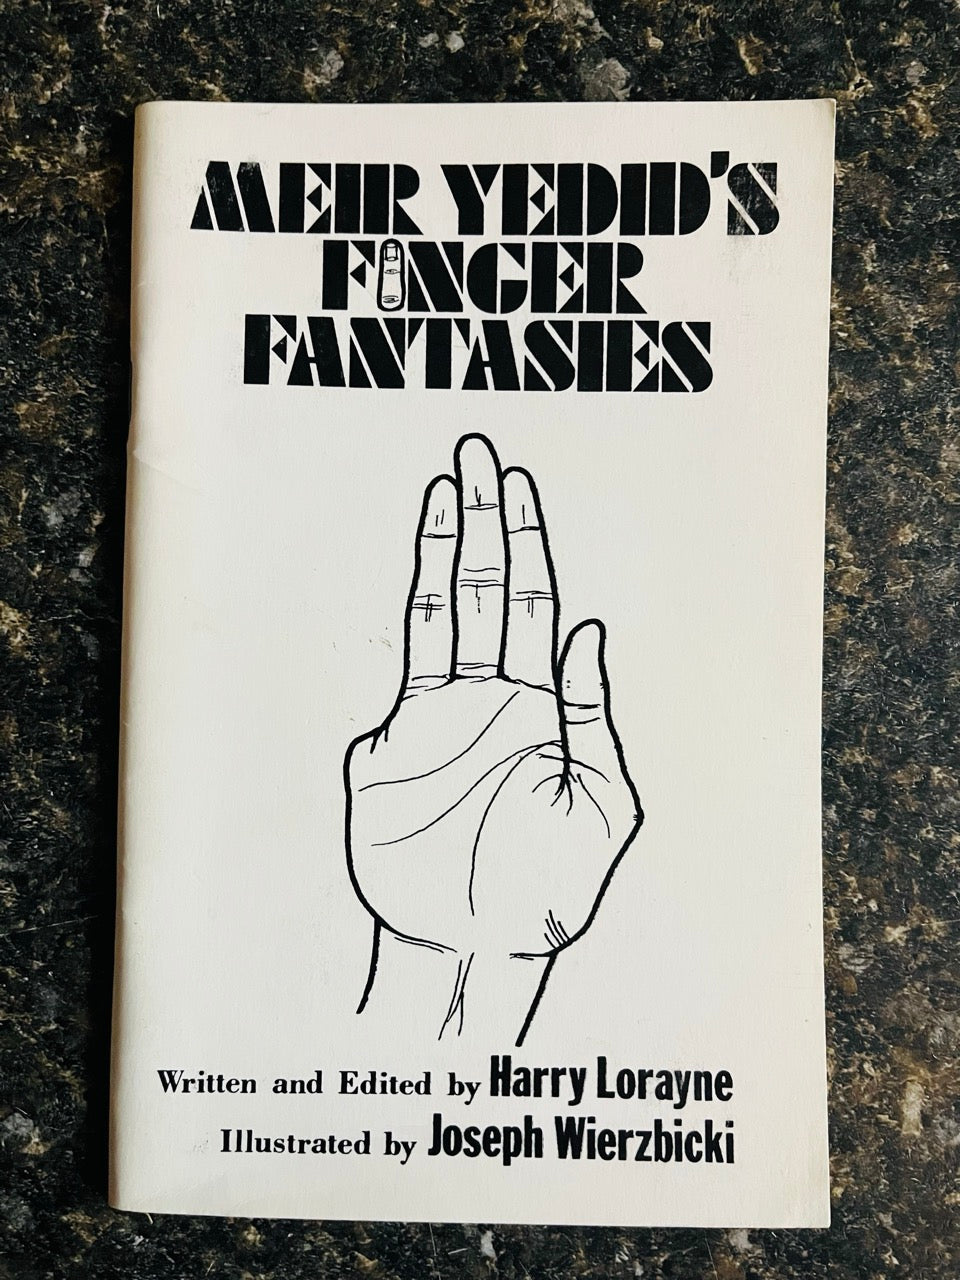 MEIR YEDID'S
FINGER
FANTASIES
Written and Edited by Harry Lorayne
Illustrated by Joseph Wierzbicki